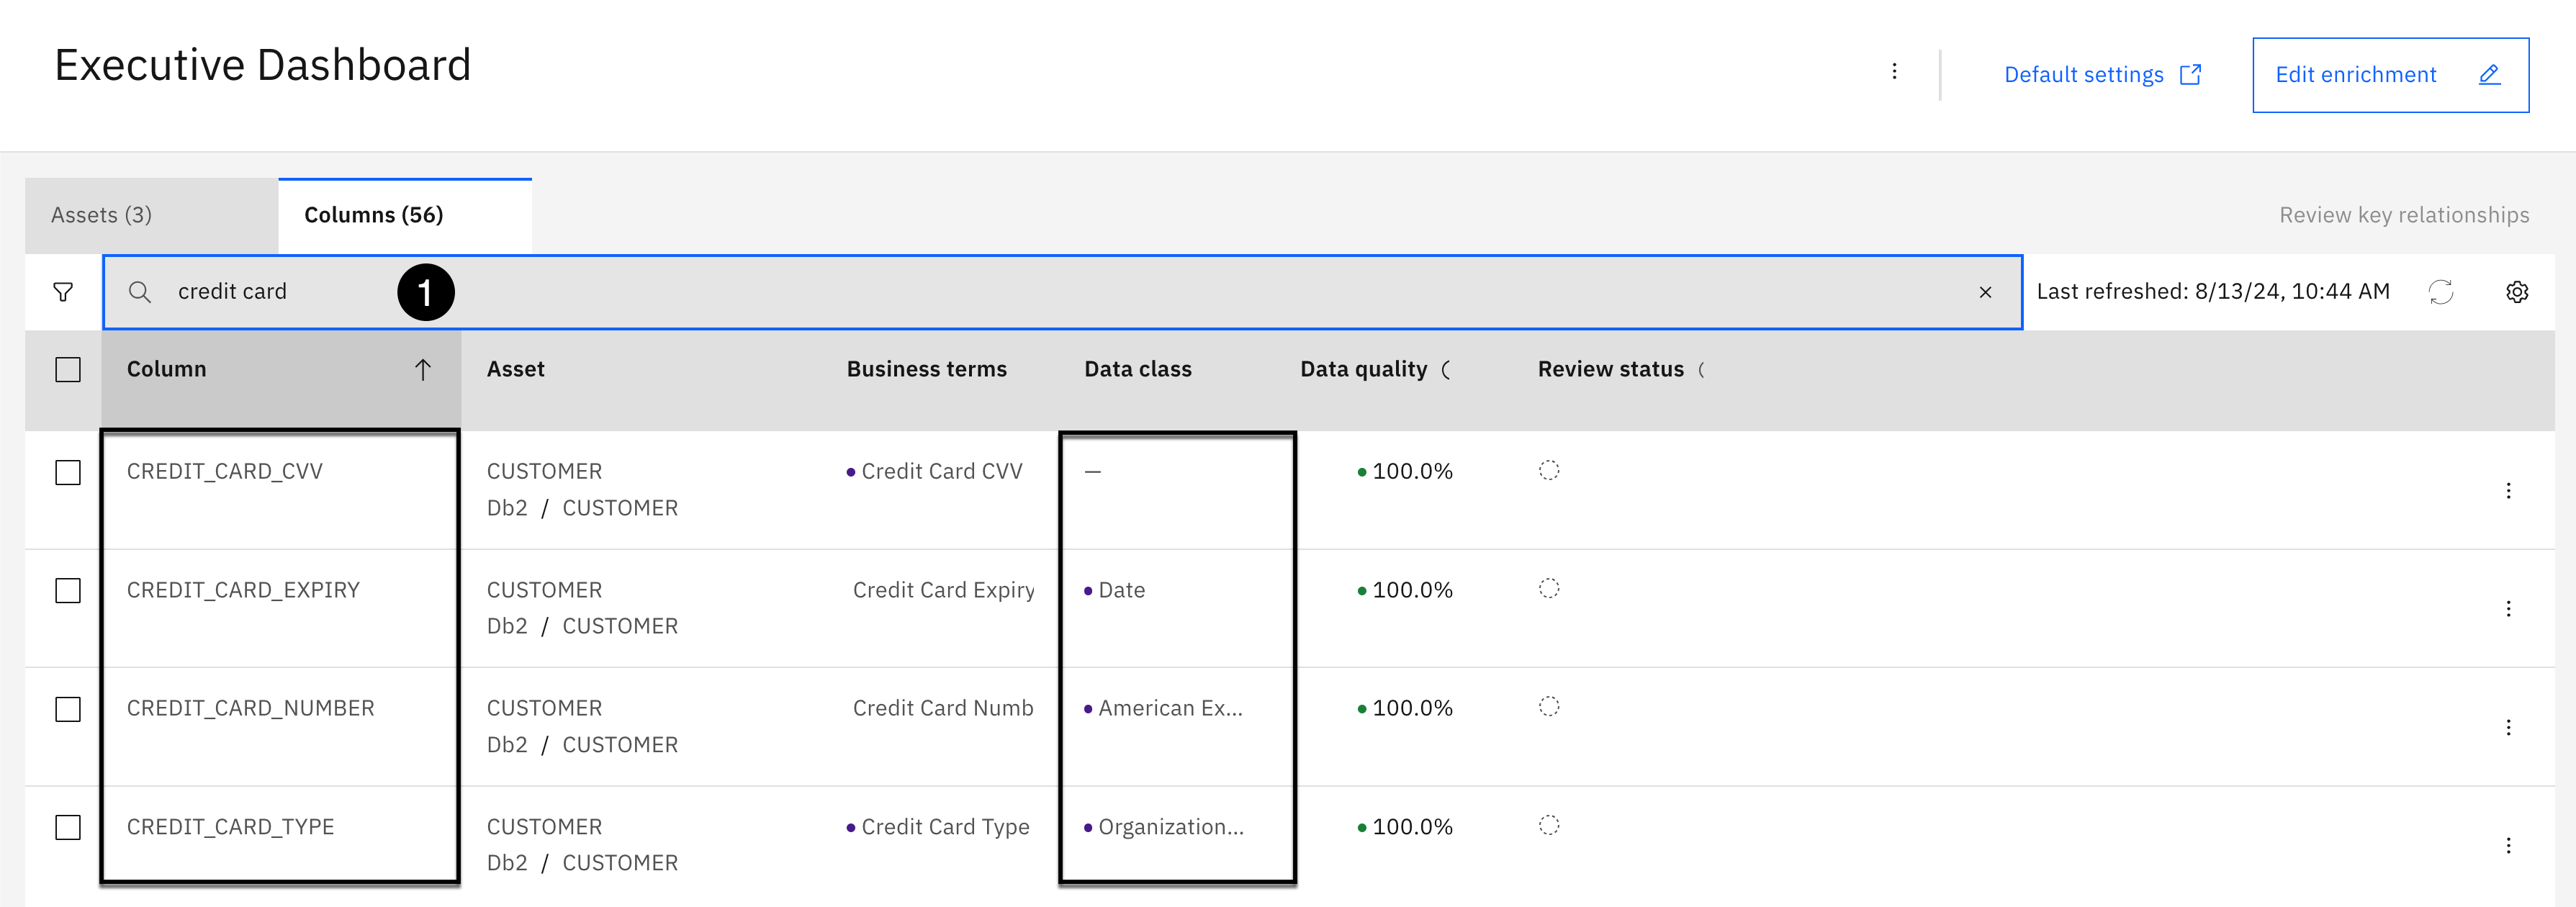 Executive Dashboard
Default settings
Edit enrichment
Assets (3)
Columns (56)
Review key relationships
credit card
1
Last refreshed: 8/13/24, 10:44 AM
Column Asset Business terms Data class Data quality ( Review status (
CREDIT_CARD_CVV CUSTOMER Credit Card CVV — 100.0%
Db2 / CUSTOMER
CREDIT_CARD_EXPIRY CUSTOMER Credit Card Expiry Date 100.0%
Db2 / CUSTOMER
CREDIT_CARD_NUMBER CUSTOMER Credit Card Numb American Ex... 100.0%
Db2 / CUSTOMER
CREDIT_CARD_TYPE CUSTOMER Credit Card Type Organization... 100.0%
Db2 / CUSTOMER